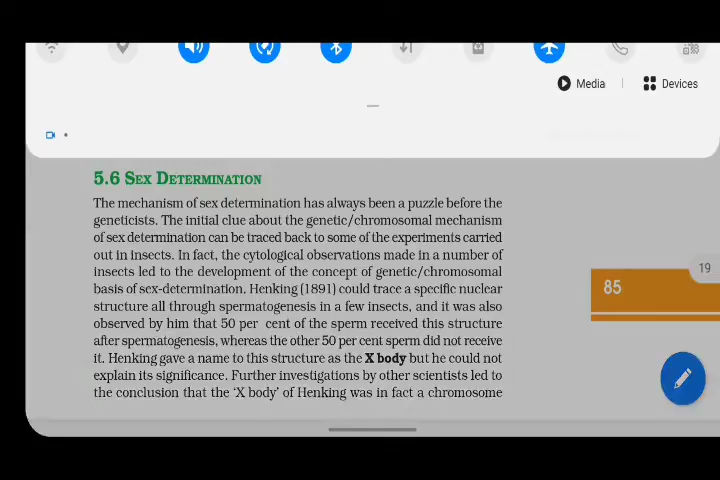 Media
Devices
5.6 SEX DETERMINATION
The mechanism of sex determination has always been a puzzle before the
geneticists. The initial clue about the genetic/chromosomal mechanism
of sex determination can be traced back to some of the experiments carried
out in insects. In fact, the cytological observations made in a number of
insects led to the development of the concept of genetic/chromosomal
basis of sex-determination. Henking (1891) could trace a specific nuclear
structure all through spermatogenesis in a few insects, and it was also
observed by him that 50 per cent of the sperm received this structure
after spermatogenesis, whereas the other 50 per cent sperm did not receive
it. Henking gave a name to this structure as the X body but he could not
explain its significance. Further investigations by other scientists led to
the conclusion that the ‘X body’ of Henking was in fact a chromosome
19
85